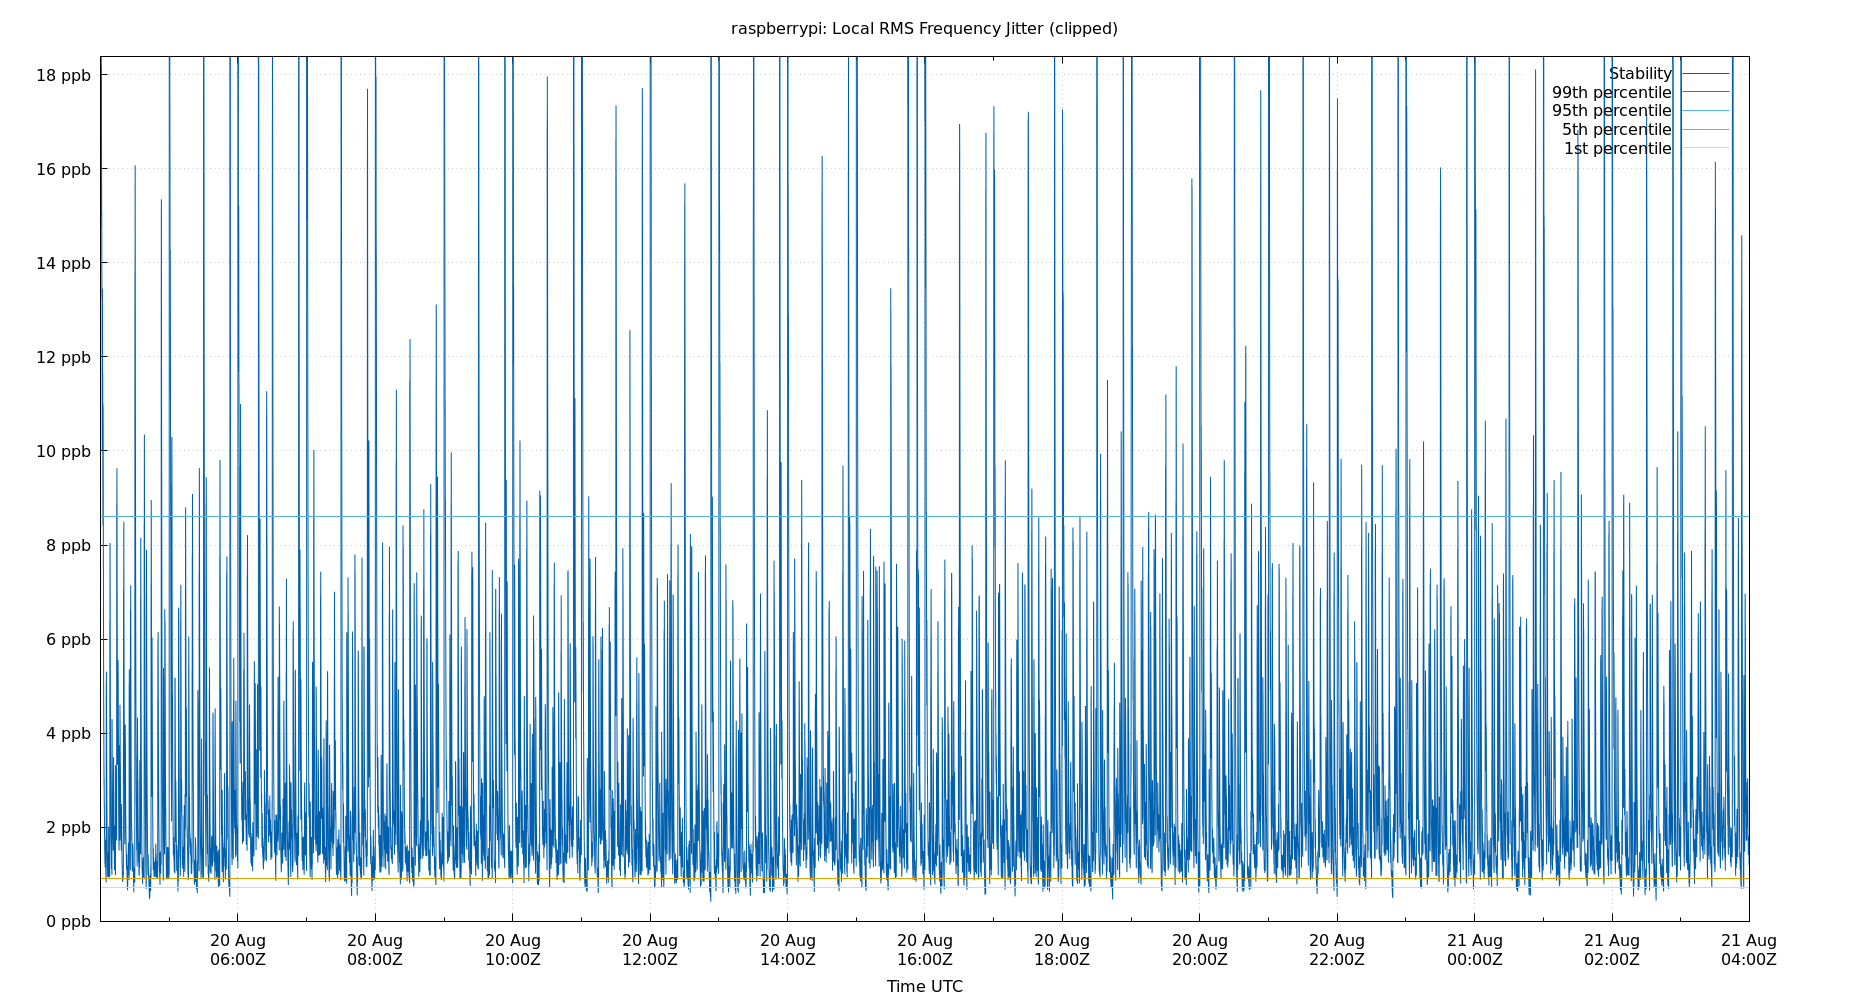 raspberrypi: Local RMS Frequency Jitter (clipped)
18 ppb
16 ppb
14 ppb
12 ppb
10 ppb
8 ppb
6 ppb
4 ppb
2 ppb
0 ppb
Stability
99th percentile
95th percentile
5th percentile
1st percentile
20 Aug 20 Aug 20 Aug 20 Aug 20 Aug 20 Aug 20 Aug 20 Aug 20 Aug 21 Aug 21 Aug 21 Aug
06:00Z 08:00Z 10:00Z 12:00Z 14:00Z 16:00Z 18:00Z 20:00Z 22:00Z 00:00Z 02:00Z 04:00Z
Time UTC